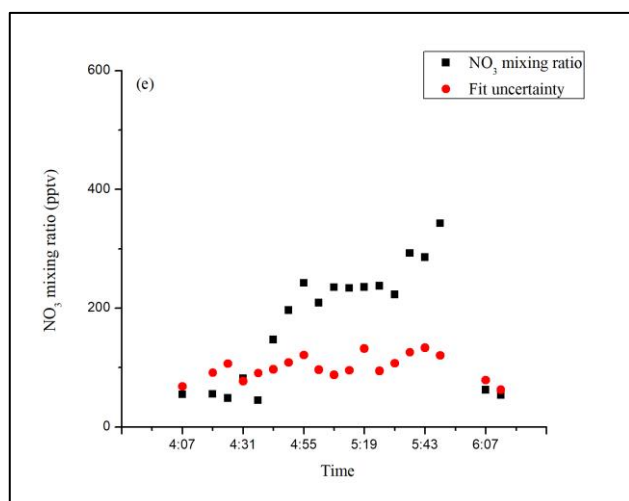 (e)
NO₃ mixing ratio
Fit uncertainty
600
400
200
0
NO₃ mixing ratio (pptv)
4:07 4:31 4:55 5:19 5:43 6:07
Time